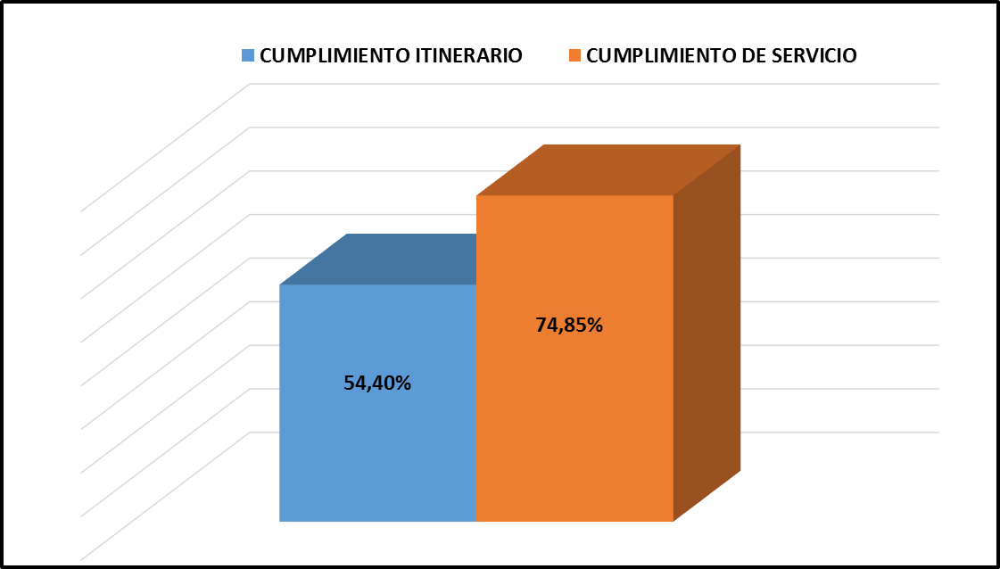 CUMPLIMIENTO ITINERARIO CUMPLIMIENTO DE SERVICIO
74,85%
54,40%